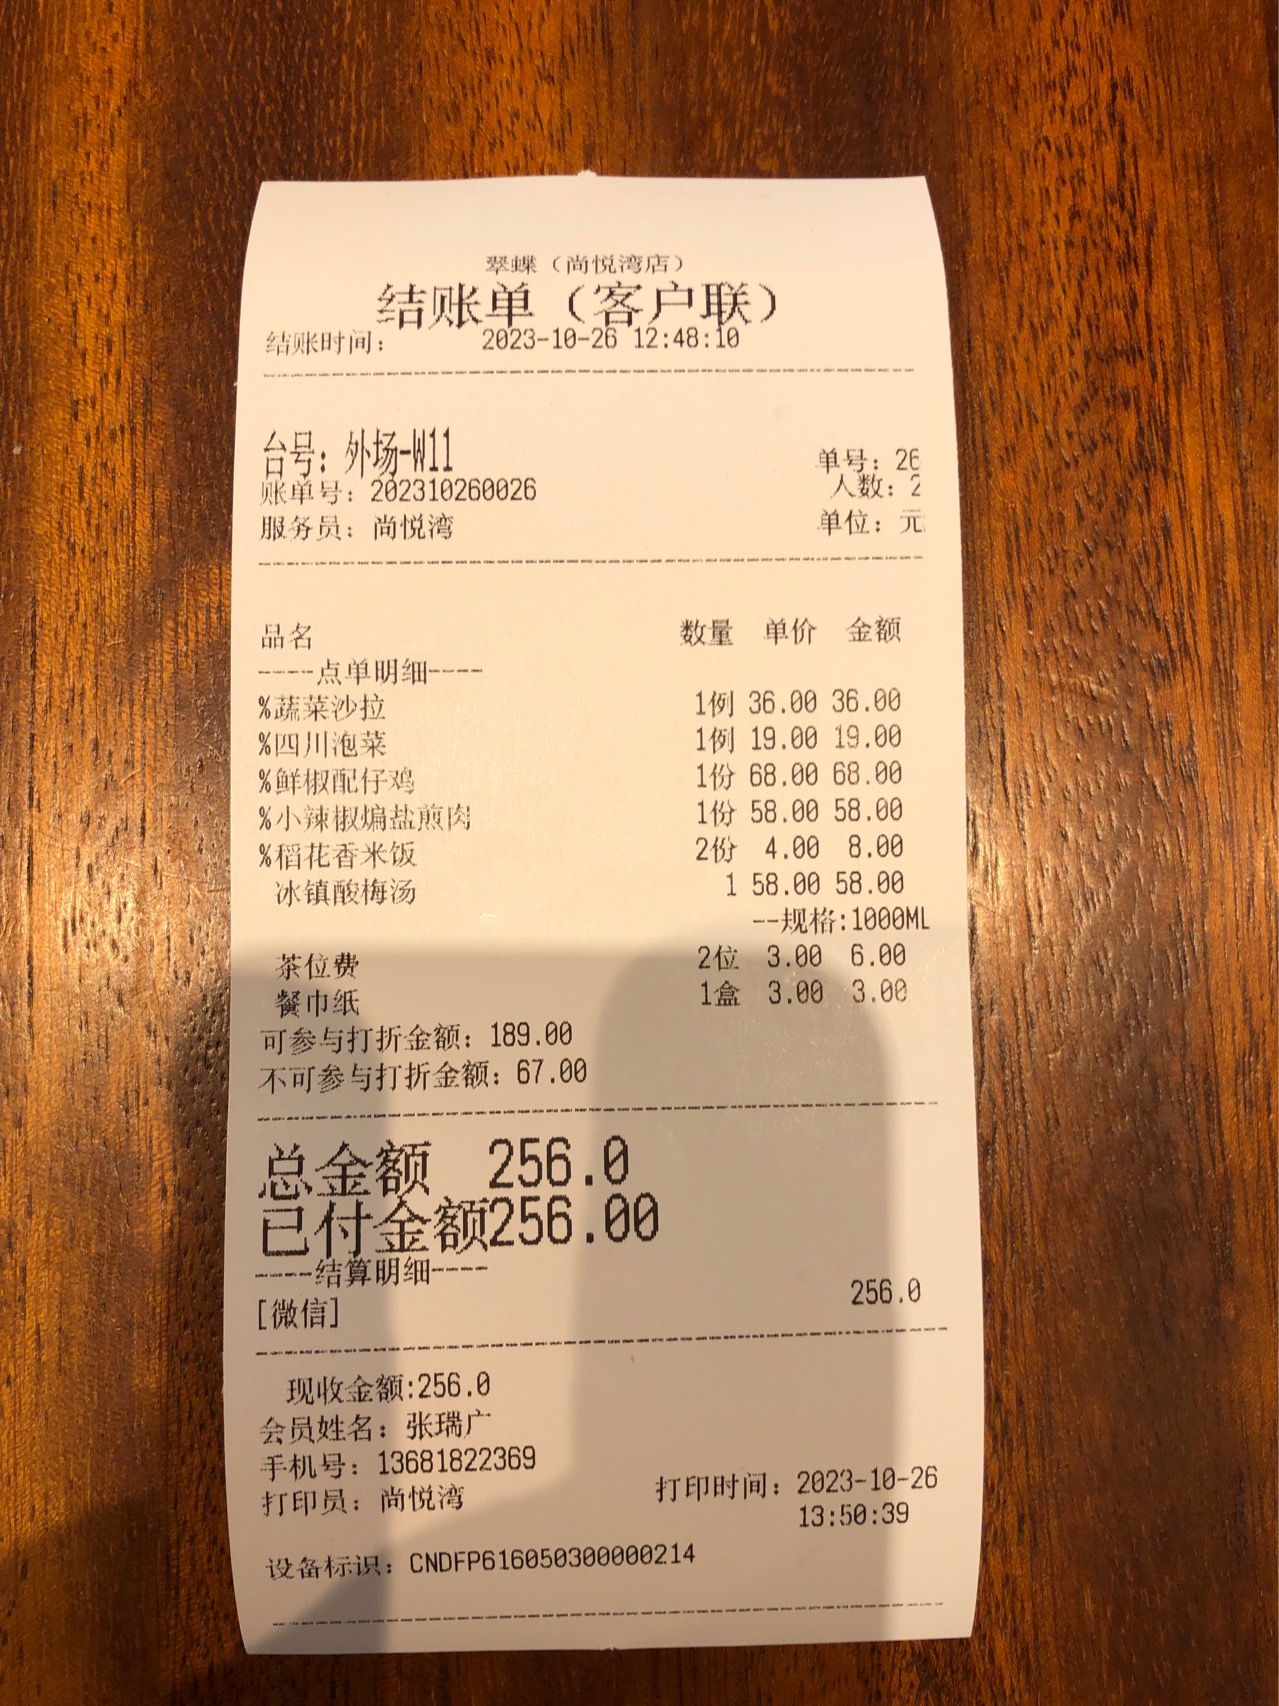 翠蝶（尚悦湾店）
结账单（客户联）
结账时间： 2023-10-26 12:48:10
台号：外场-W11 单号：26
账单号：202310260026 人数：2
服务员：尚悦湾 单位：元
品名 数量 单价 金额
----点单明细----
%蔬菜沙拉 1例 36.00 36.00
%四川泡菜 1例 19.00 19.00
%鲜椒配仔鸡 1份 68.00 68.00
%小辣椒煸盐煎肉 1份 58.00 58.00
%稻花香米饭 2份 4.00 8.00
冰镇酸梅汤 1 58.00 58.00
--规格:1000ML
茶位费 2位 3.00 6.00
餐巾纸 1盒 3.00 3.00
可参与打折金额：189.00
不可参与打折金额：67.00
总金额 256.0
已付金额256.00
----结算明细----
[微信] 256.0
现收金额:256.0
会员姓名：张瑞广
手机号：13681822369
打印员：尚悦湾 打印时间：2023-10-26
13:50:39
设备标识：CNDFP616050300000214